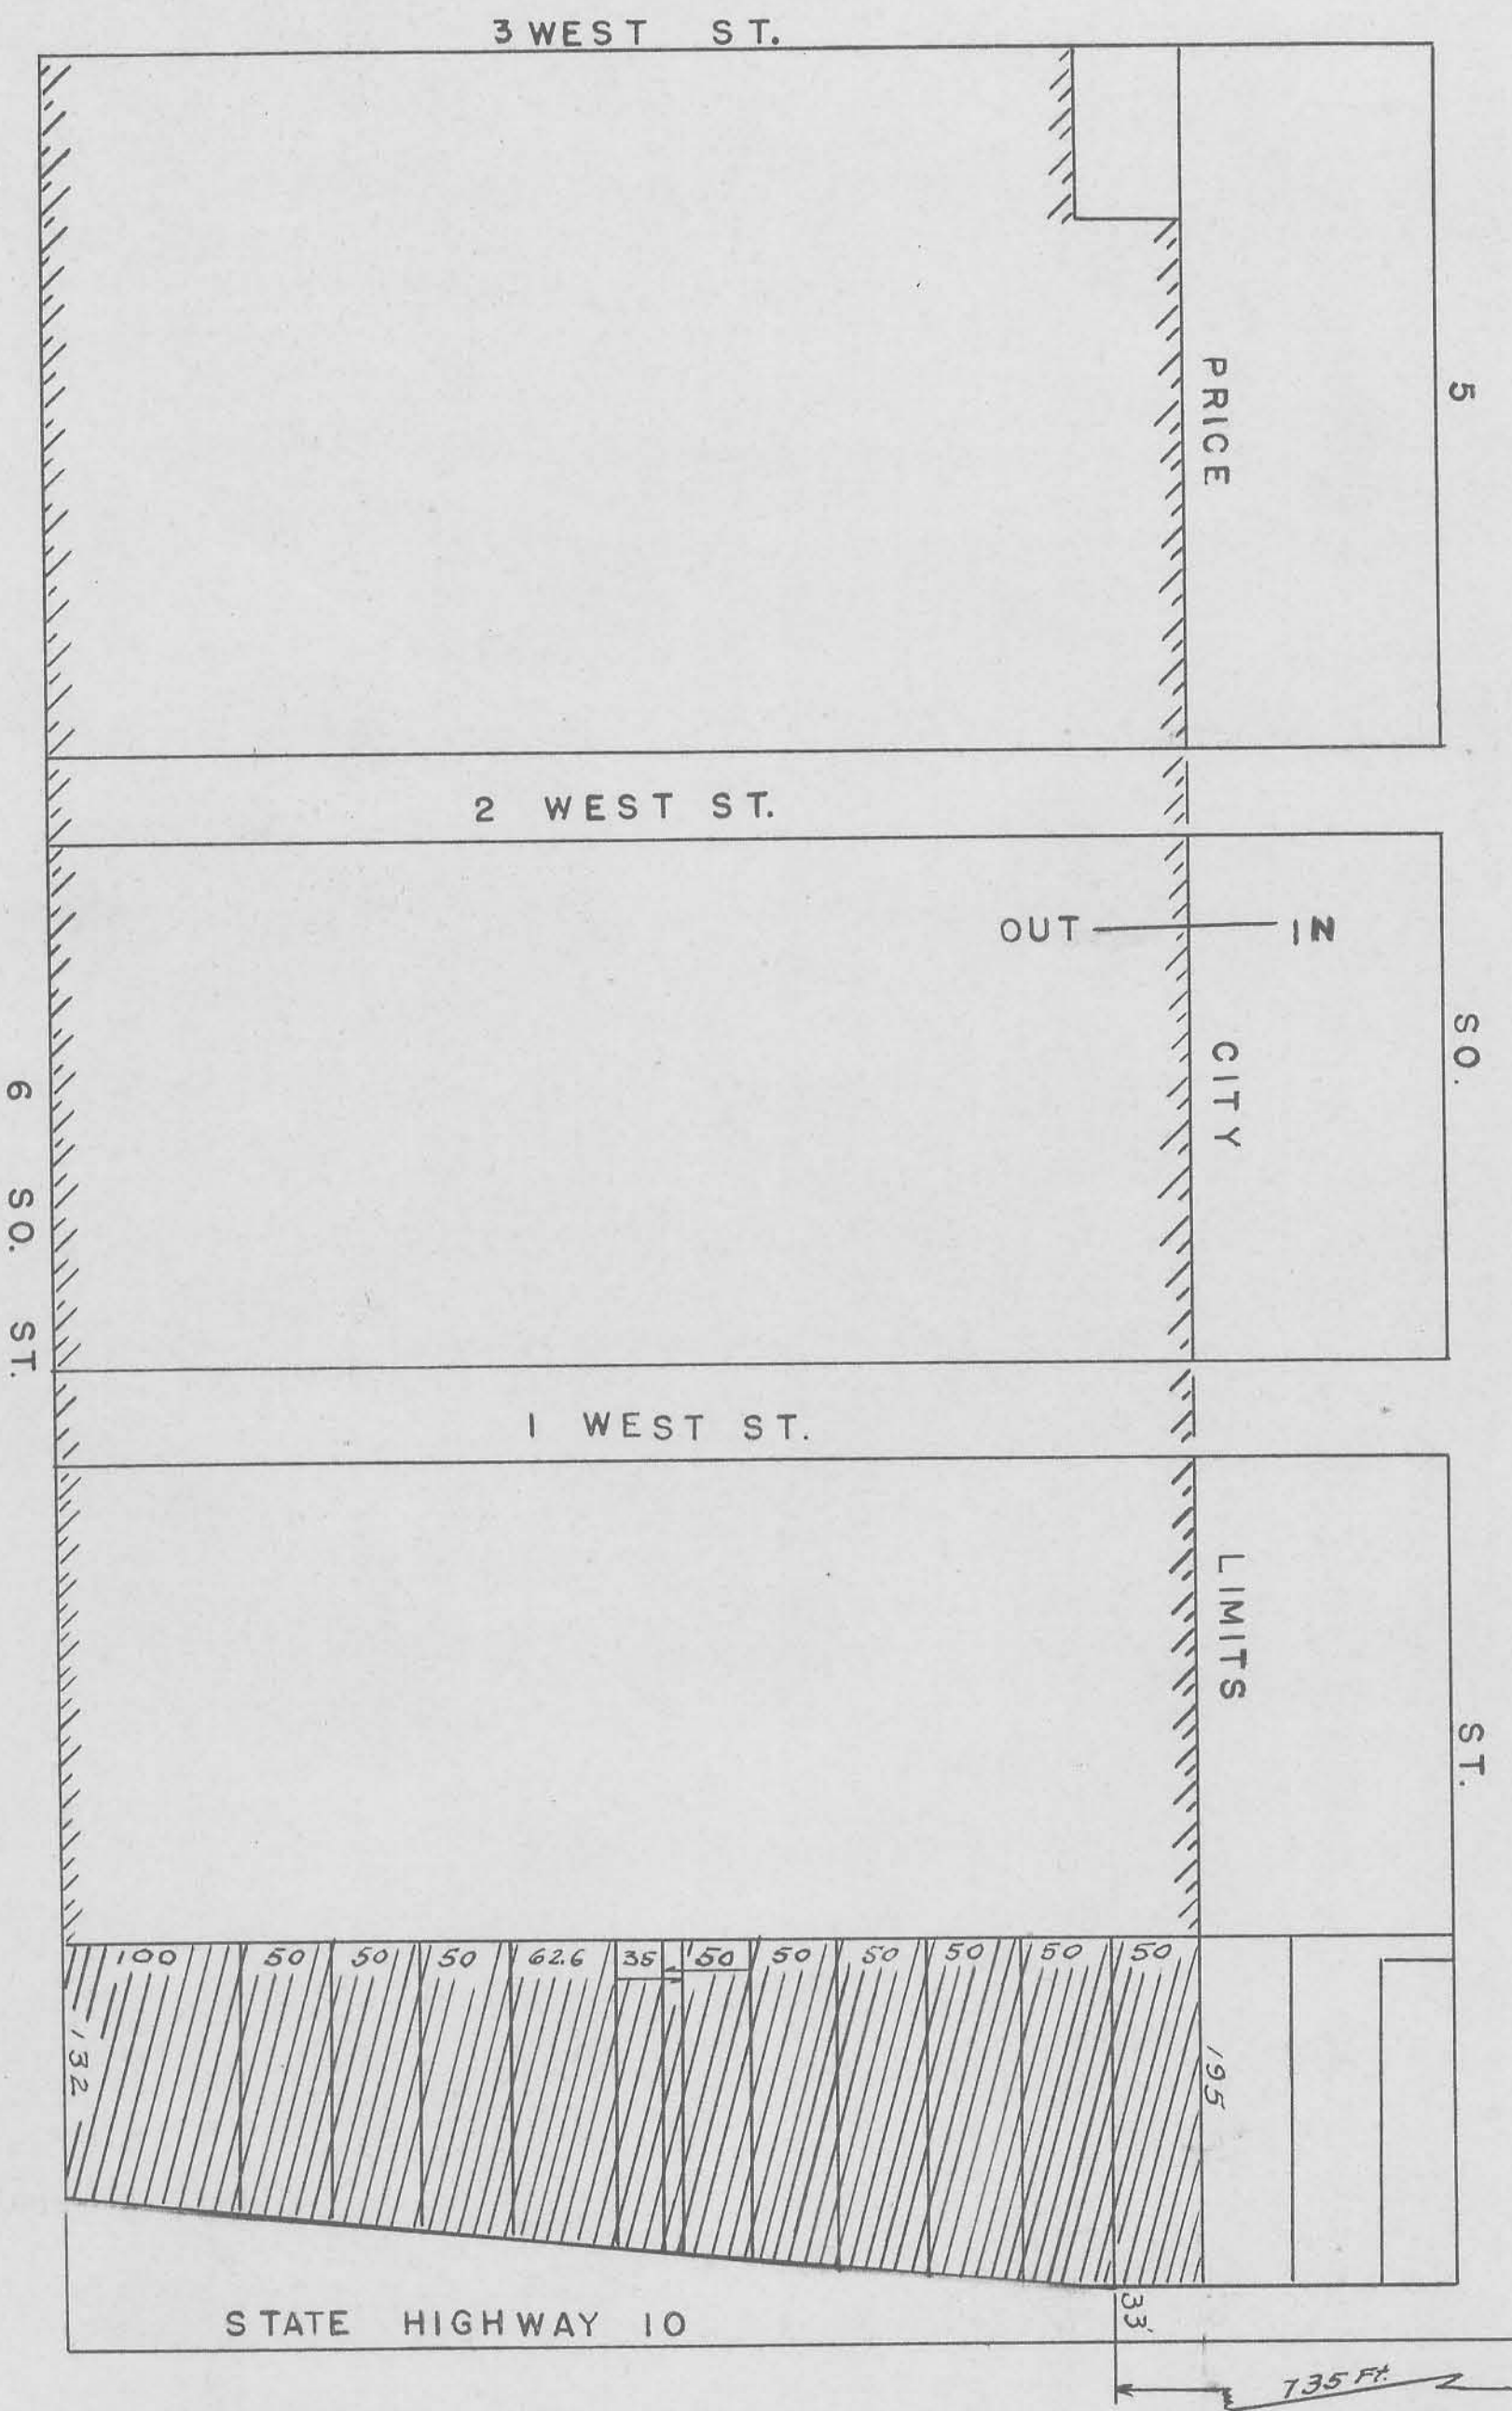 3 WEST ST.
5 SO. ST.
PRICE CITY LIMITS
2 WEST ST.
OUT IN
6 SO. ST.
1 WEST ST.
100 50 50 50 62.6 35 50 50 50 50 50 50
132
195
33
STATE HIGHWAY 10
735 Ft.